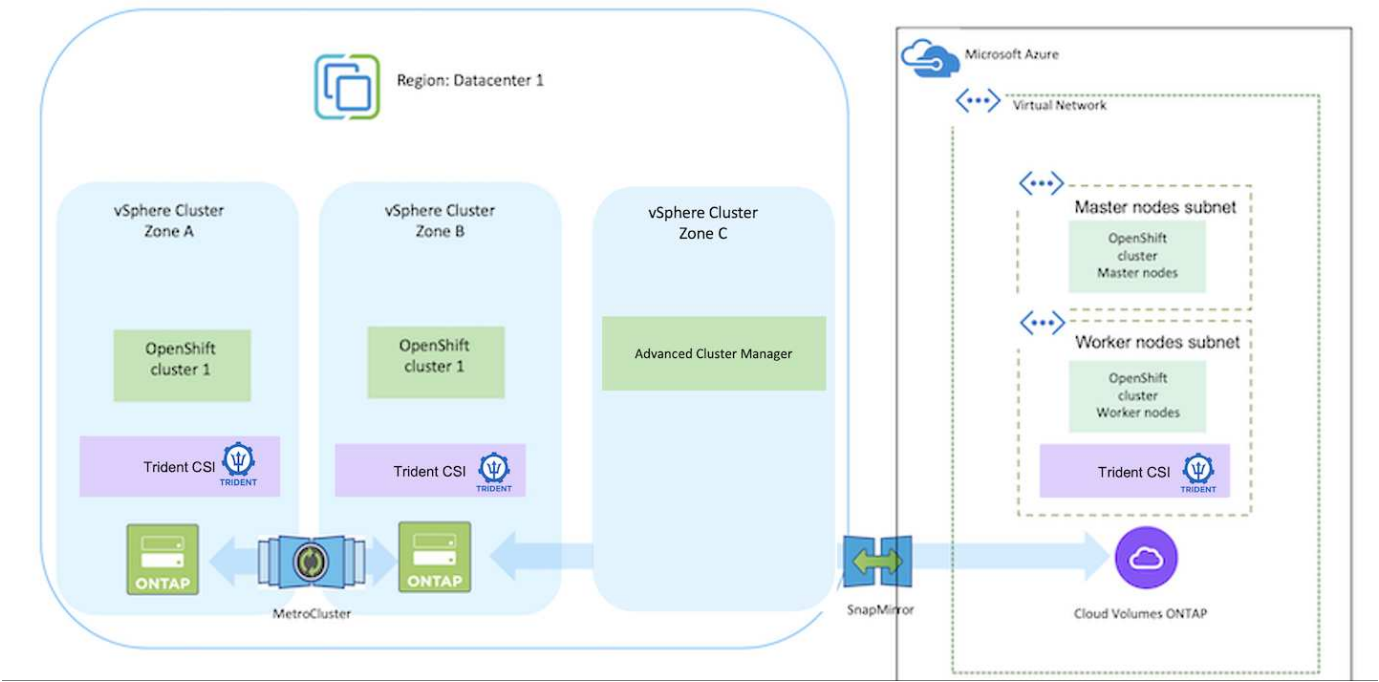 Region: Datacenter 1
vSphere Cluster
Zone A
OpenShift
cluster 1
Trident CSI
TRIDENT
ONTAP
MetroCluster
vSphere Cluster
Zone B
OpenShift
cluster 1
Trident CSI
TRIDENT
ONTAP
vSphere Cluster
Zone C
Advanced Cluster Manager
SnapMirror
Microsoft Azure
Virtual Network
Master nodes subnet
OpenShift
cluster
Master nodes
Worker nodes subnet
OpenShift
cluster
Worker nodes
Trident CSI
TRIDENT
Cloud Volumes ONTAP